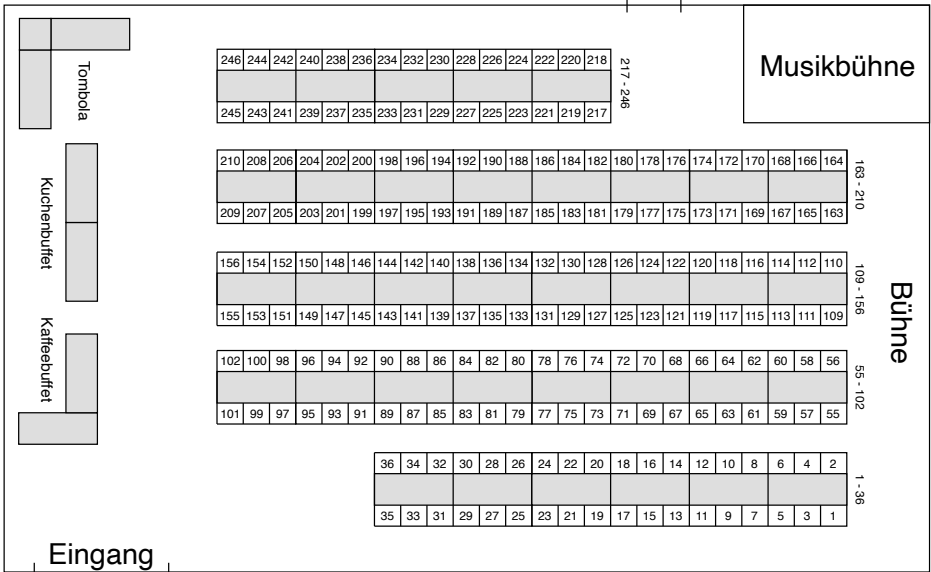 Musikbühne
Tombola
246 244 242 240 238 236 234 232 230 228 226 224 222 220 218
217 - 246
245 243 241 239 237 235 233 231 229 227 225 223 221 219 217
Kuchenbuffet
210 208 206 204 202 200 198 196 194 192 190 188 186 184 182 180 178 176 174 172 170 168 166 164
163 - 210
209 207 205 203 201 199 197 195 193 191 189 187 185 183 181 179 177 175 173 171 169 167 165 163
156 154 152 150 148 146 144 142 140 138 136 134 132 130 128 126 124 122 120 118 116 114 112 110
109 - 156
155 153 151 149 147 145 143 141 139 137 135 133 131 129 127 125 123 121 119 117 115 113 111 109
Bühne
Kaffeebuffet
102 100 98 96 94 92 90 88 86 84 82 80 78 76 74 72 70 68 66 64 62 60 58 56
55 - 102
101 99 97 95 93 91 89 87 85 83 81 79 77 75 73 71 69 67 65 63 61 59 57 55
36 34 32 30 28 26 24 22 20 18 16 14 12 10 8 6 4 2
1 - 36
35 33 31 29 27 25 23 21 19 17 15 13 11 9 7 5 3 1
Eingang